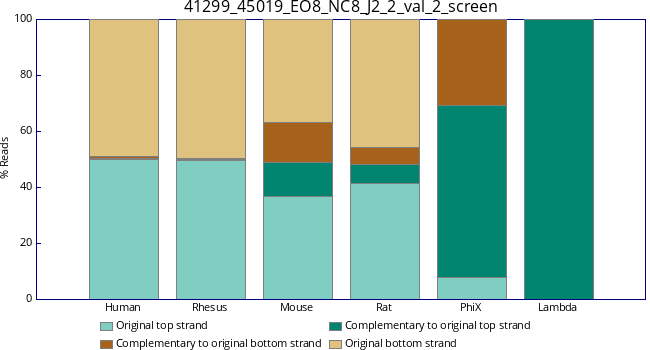 41299_45019_EO8_NC8_J2_2_val_2_screen
100
80
60
40
20
0
% Reads
Human Rhesus Mouse Rat PhiX Lambda
Original top strand Complementary to original top strand
Complementary to original bottom strand Original bottom strand